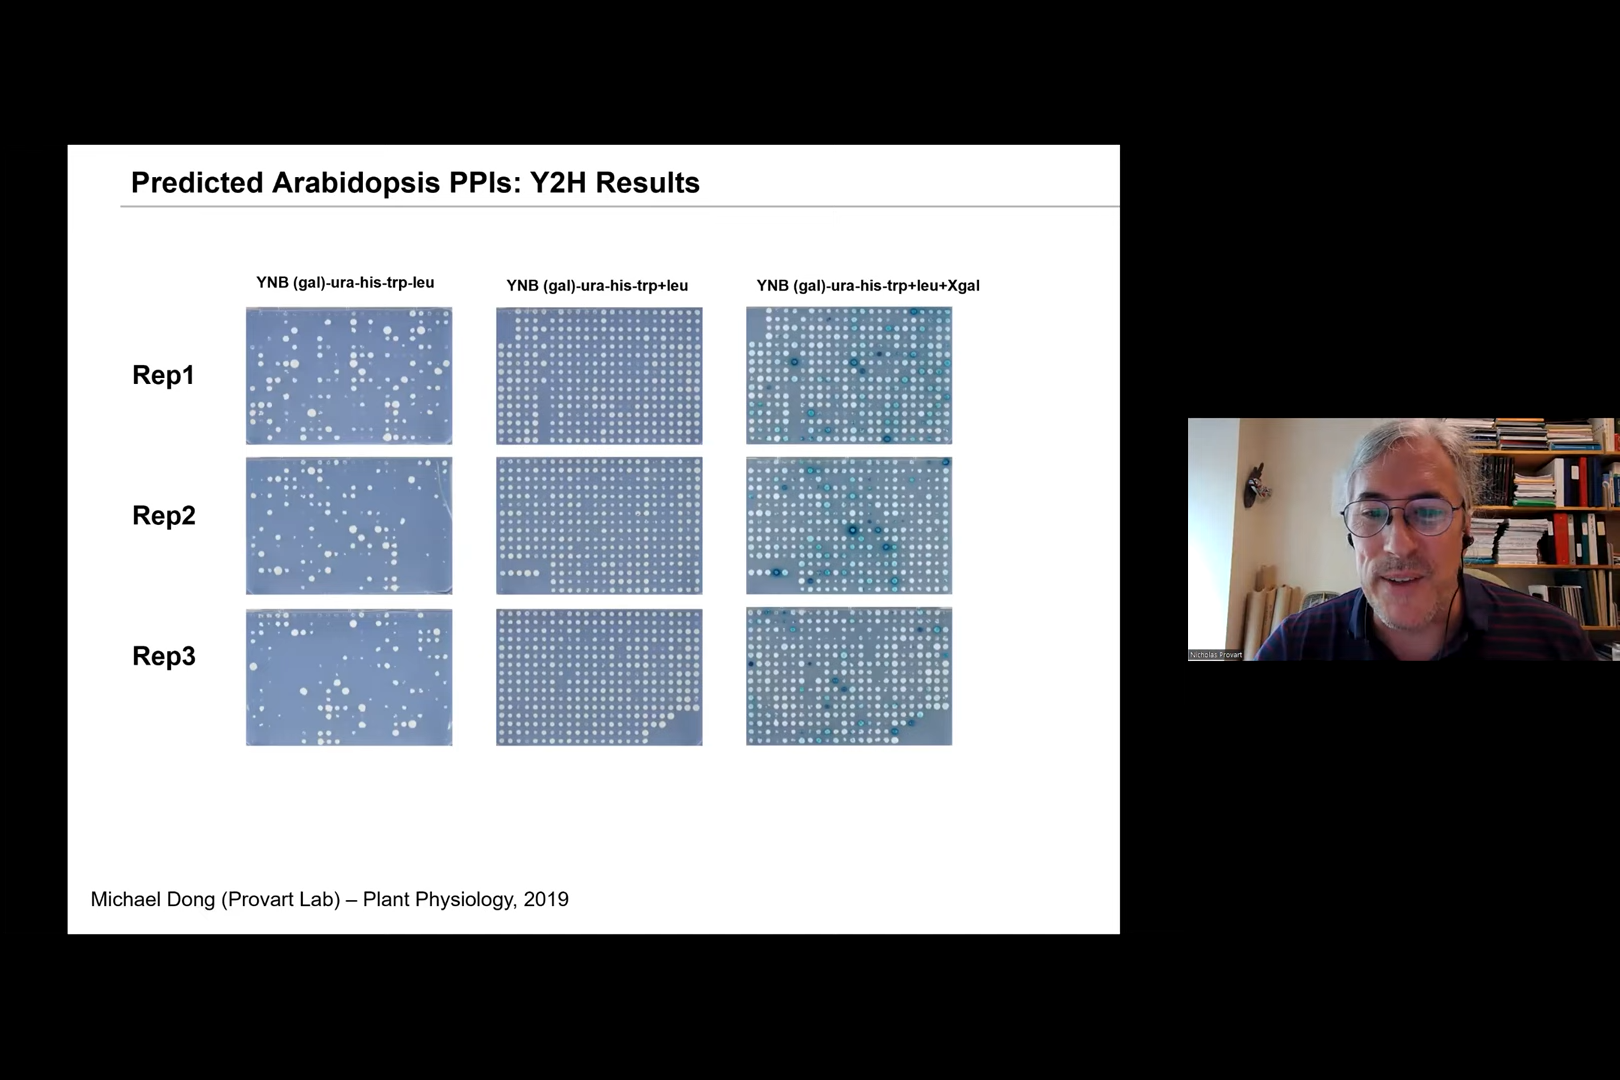 Predicted Arabidopsis PPIs: Y2H Results
YNB (gal)-ura-his-trp-leu
YNB (gal)-ura-his-trp+leu
YNB (gal)-ura-his-trp+leu+Xgal
Rep1
Rep2
Rep3
Michael Dong (Provart Lab) – Plant Physiology, 2019
Nicholas Provart